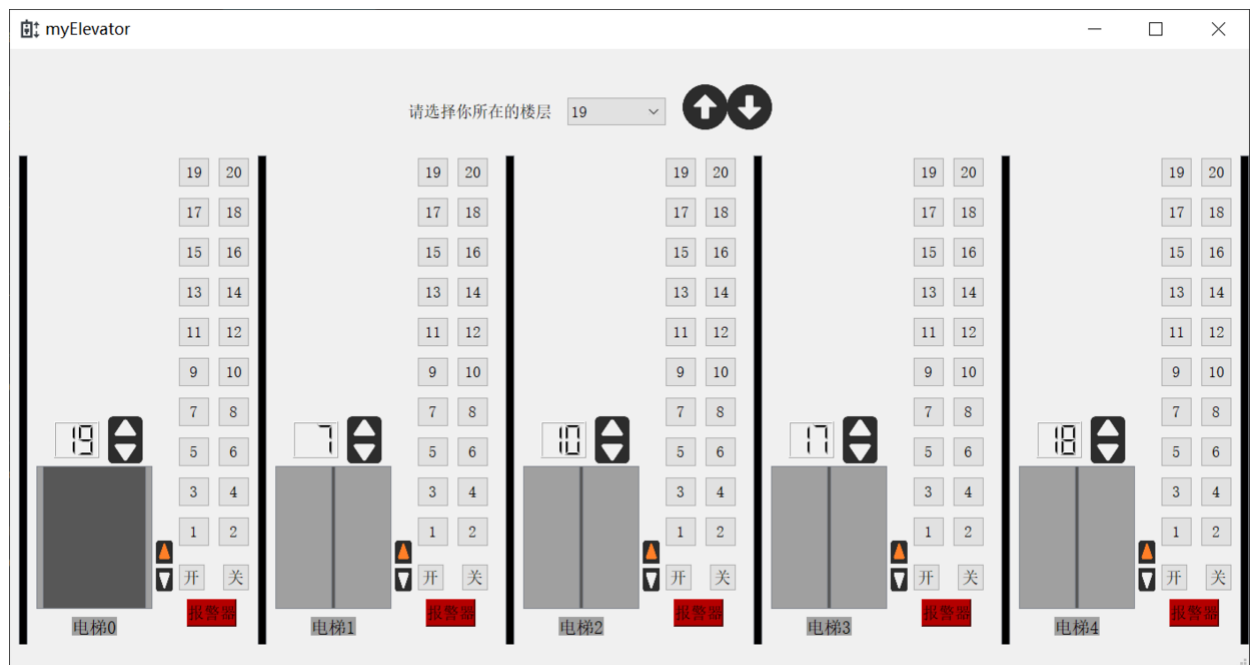 myElevator
请选择你所在的楼层 19
19 20 19 20 19 20 19 20 19 20
17 18 17 18 17 18 17 18 17 18
15 16 15 16 15 16 15 16 15 16
13 14 13 14 13 14 13 14 13 14
11 12 11 12 11 12 11 12 11 12
9 10 9 10 9 10 9 10 9 10
7 8 7 8 7 8 7 8 7 8
19 5 6 7 5 6 10 5 6 17 5 6 18 5 6
3 4 3 4 3 4 3 4 3 4
1 2 1 2 1 2 1 2 1 2
开 关 开 关 开 关 开 关 开 关
报警器 报警器 报警器 报警器 报警器
电梯0 电梯1 电梯2 电梯3 电梯4